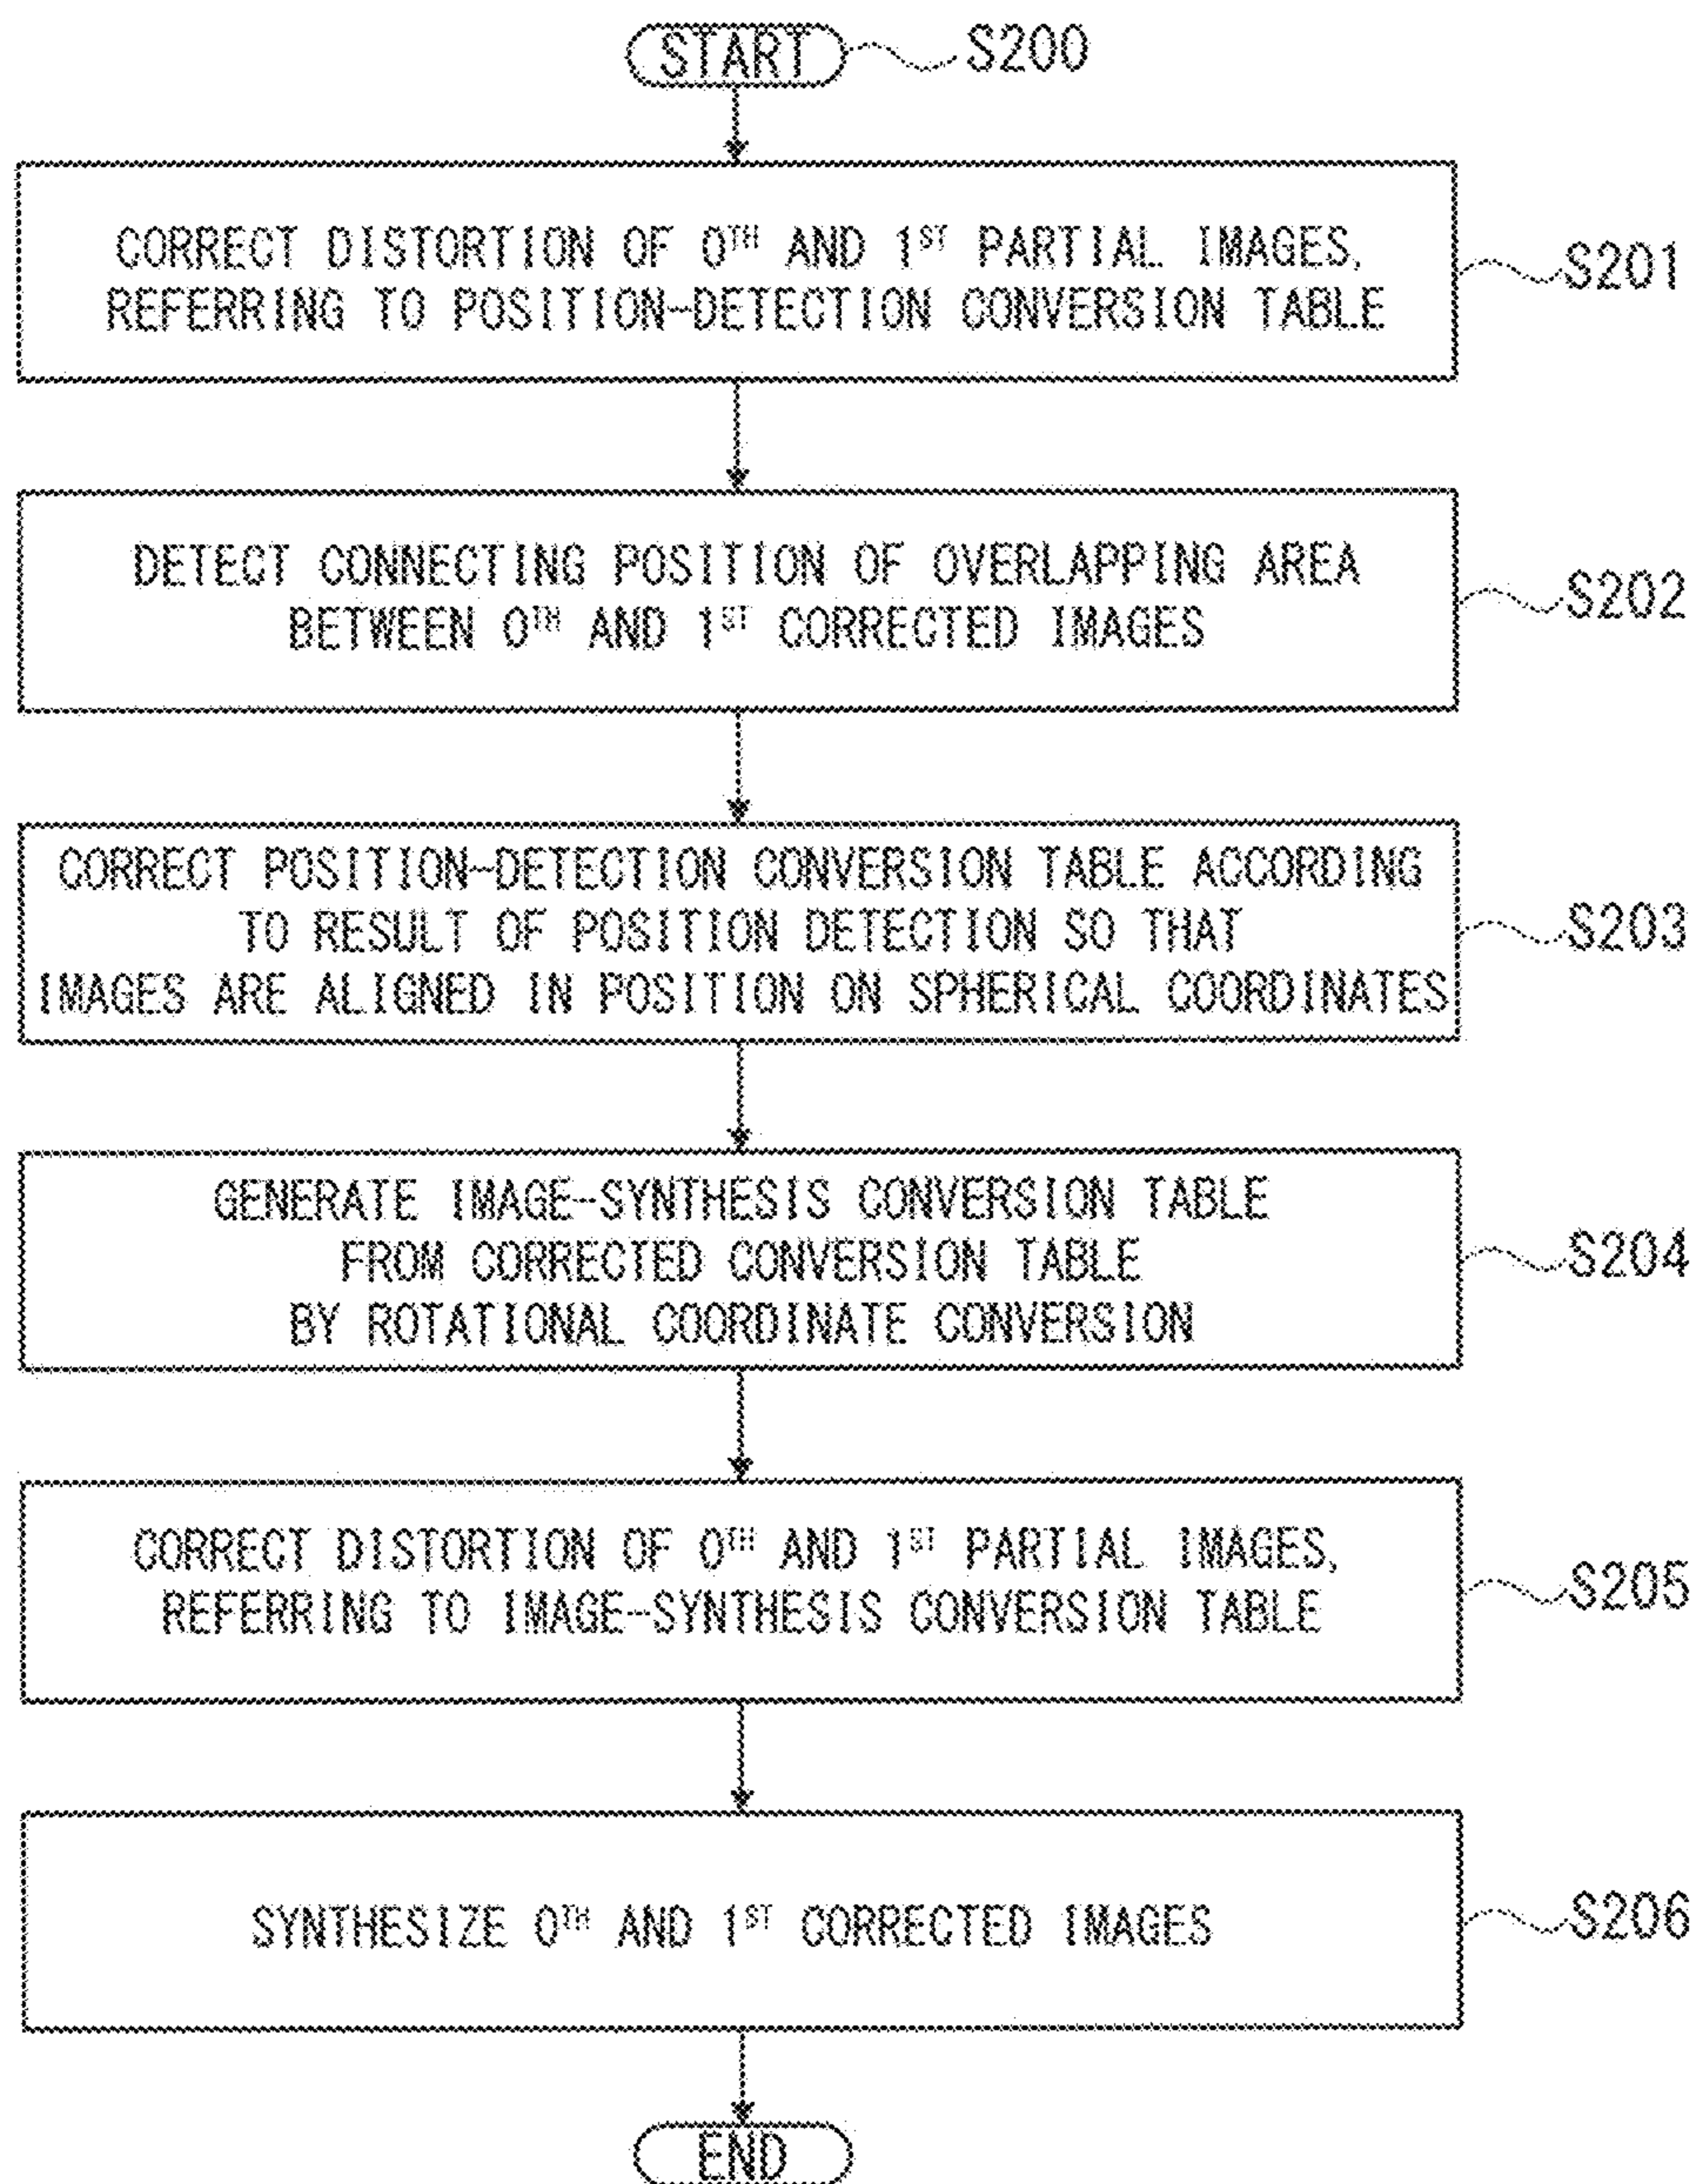 START S200
CORRECT DISTORTION OF 0TH AND 1ST PARTIAL IMAGES,
REFERRING TO POSITION-DETECTION CONVERSION TABLE
S201
DETECT CONNECTING POSITION OF OVERLAPPING AREA
BETWEEN 0TH AND 1ST CORRECTED IMAGES
S202
CORRECT POSITION-DETECTION CONVERSION TABLE ACCORDING
TO RESULT OF POSITION DETECTION SO THAT
IMAGES ARE ALIGNED IN POSITION ON SPHERICAL COORDINATES
S203
GENERATE IMAGE-SYNTHESIS CONVERSION TABLE
FROM CORRECTED CONVERSION TABLE
BY ROTATIONAL COORDINATE CONVERSION
S204
CORRECT DISTORTION OF 0TH AND 1ST PARTIAL IMAGES,
REFERRING TO IMAGE-SYNTHESIS CONVERSION TABLE
S205
SYNTHESIZE 0TH AND 1ST CORRECTED IMAGES
S206
END